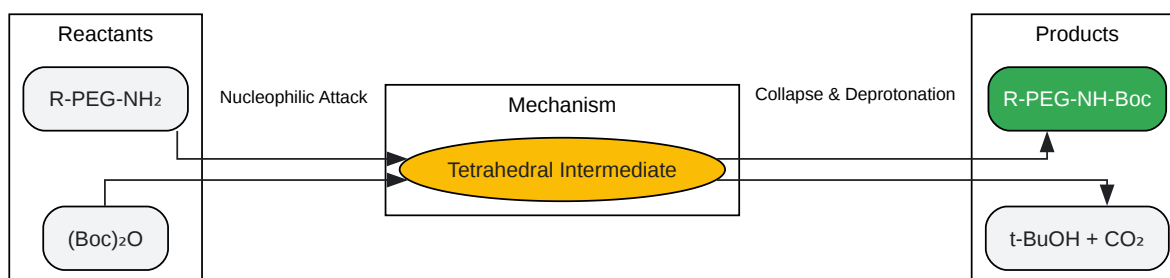 Reactants
R-PEG-NH₂
(Boc)₂O
Nucleophilic Attack
Mechanism
Tetrahedral Intermediate
Collapse & Deprotonation
Products
R-PEG-NH-Boc
t-BuOH + CO₂